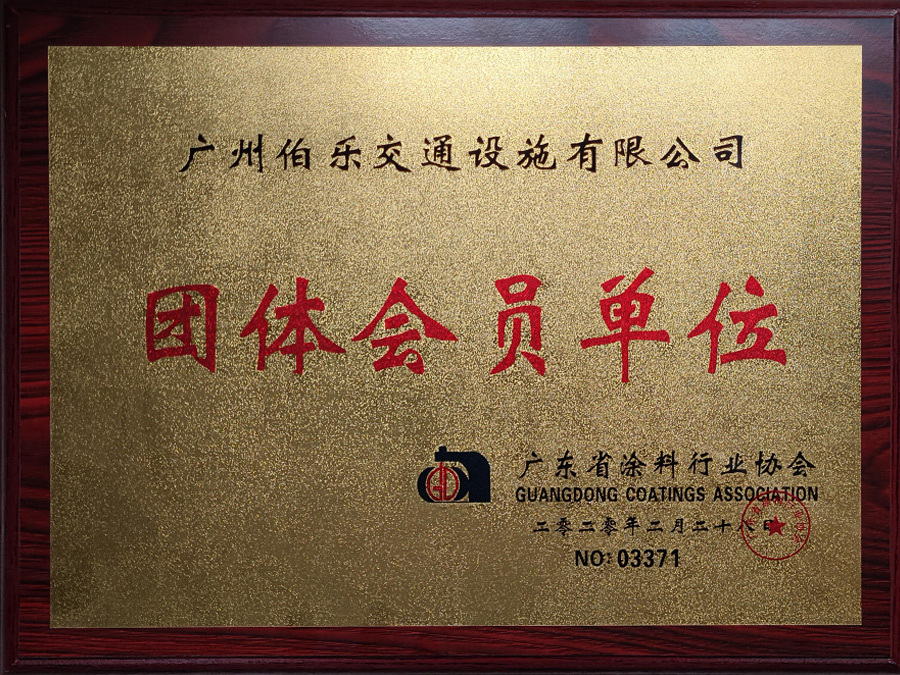 广州伯乐交通设施有限公司
团体会员单位
广东省涂料行业协会
GUANGDONG COATINGS ASSOCIATION
二零二零年二月二十八日
NO: 03371